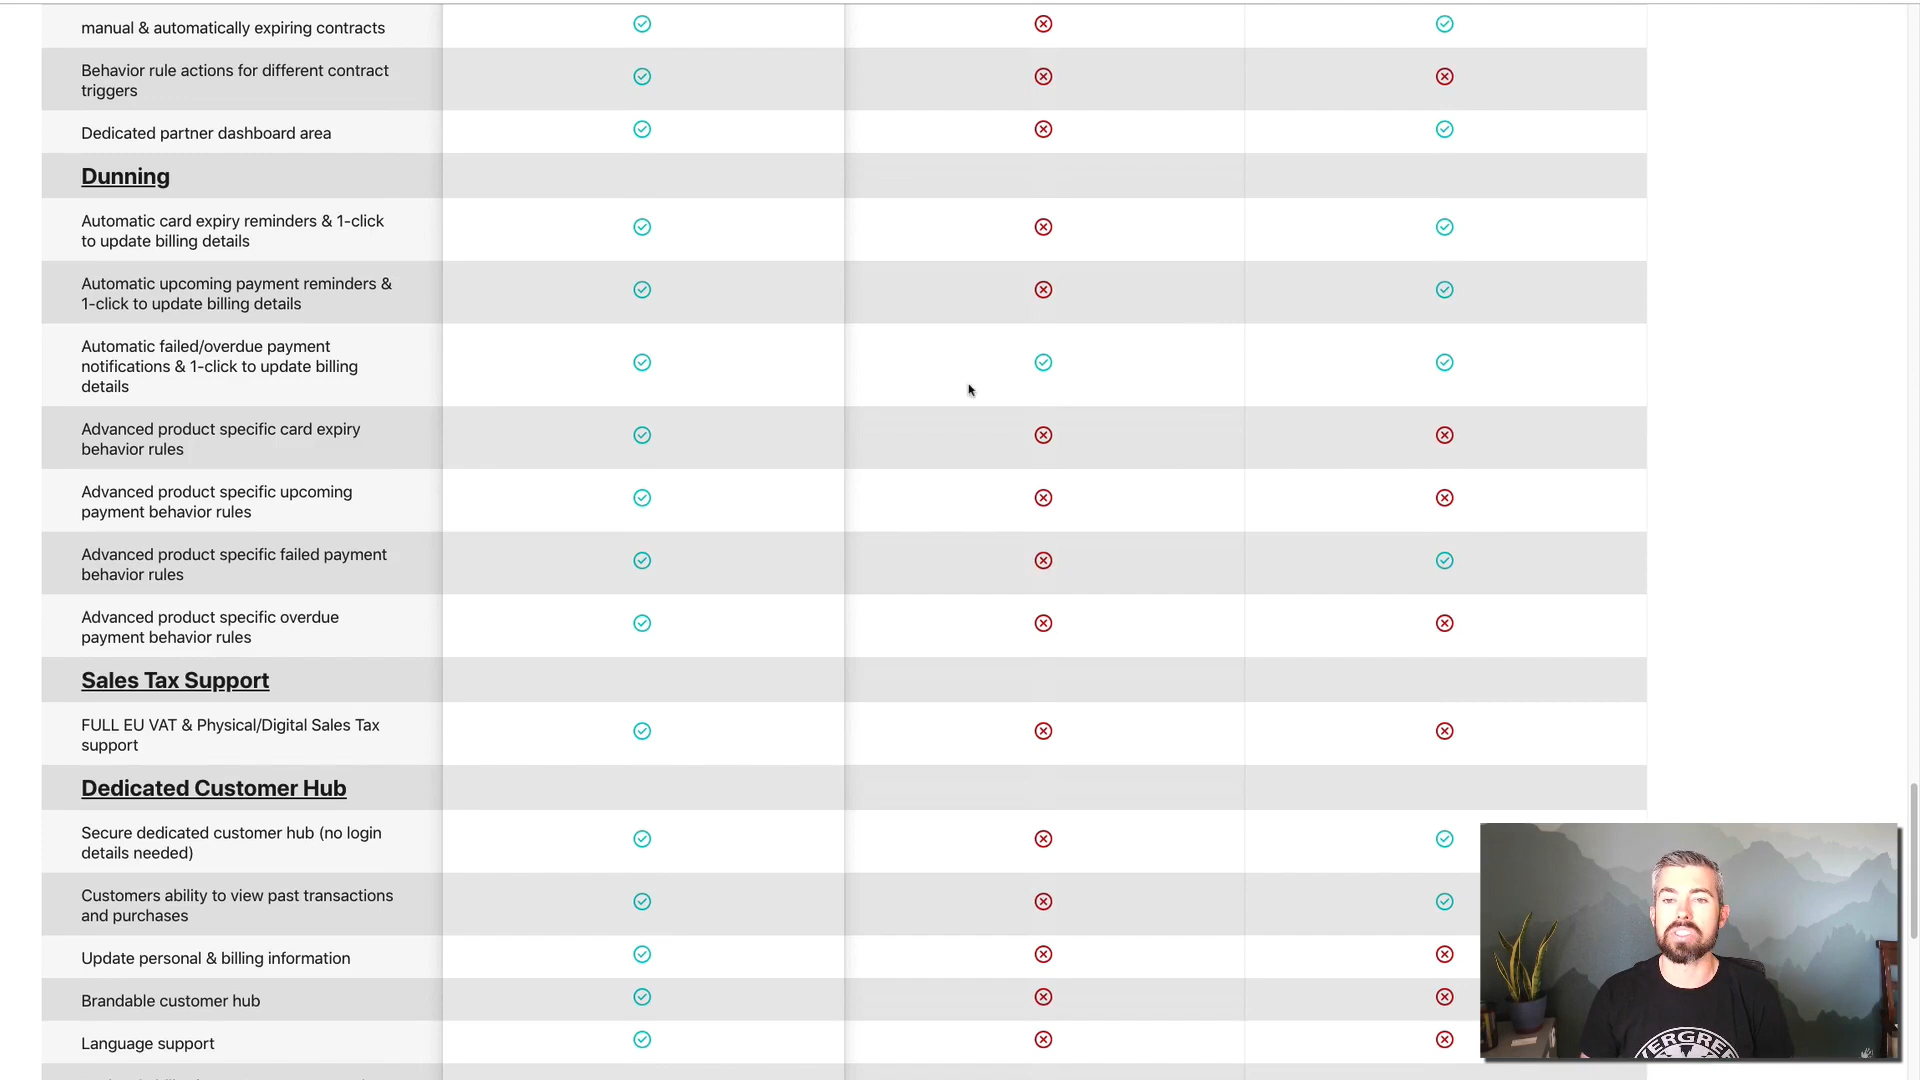 manual & automatically expiring contracts
Behavior rule actions for different contract
triggers
Dedicated partner dashboard area
Dunning
Automatic card expiry reminders & 1-click
to update billing details
Automatic upcoming payment reminders &
1-click to update billing details
Automatic failed/overdue payment
notifications & 1-click to update billing
details
Advanced product specific card expiry
behavior rules
Advanced product specific upcoming
payment behavior rules
Advanced product specific failed payment
behavior rules
Advanced product specific overdue
payment behavior rules
Sales Tax Support
FULL EU VAT & Physical/Digital Sales Tax
support
Dedicated Customer Hub
Secure dedicated customer hub (no login
details needed)
Customers ability to view past transactions
and purchases
Update personal & billing information
Brandable customer hub
Language support
VERGREE